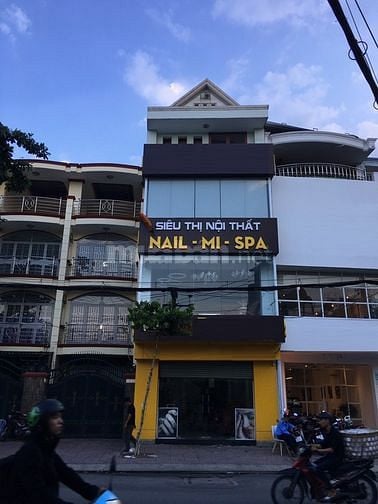 SIÊU THỊ NỘI THẤT
NAIL - MI - SPA